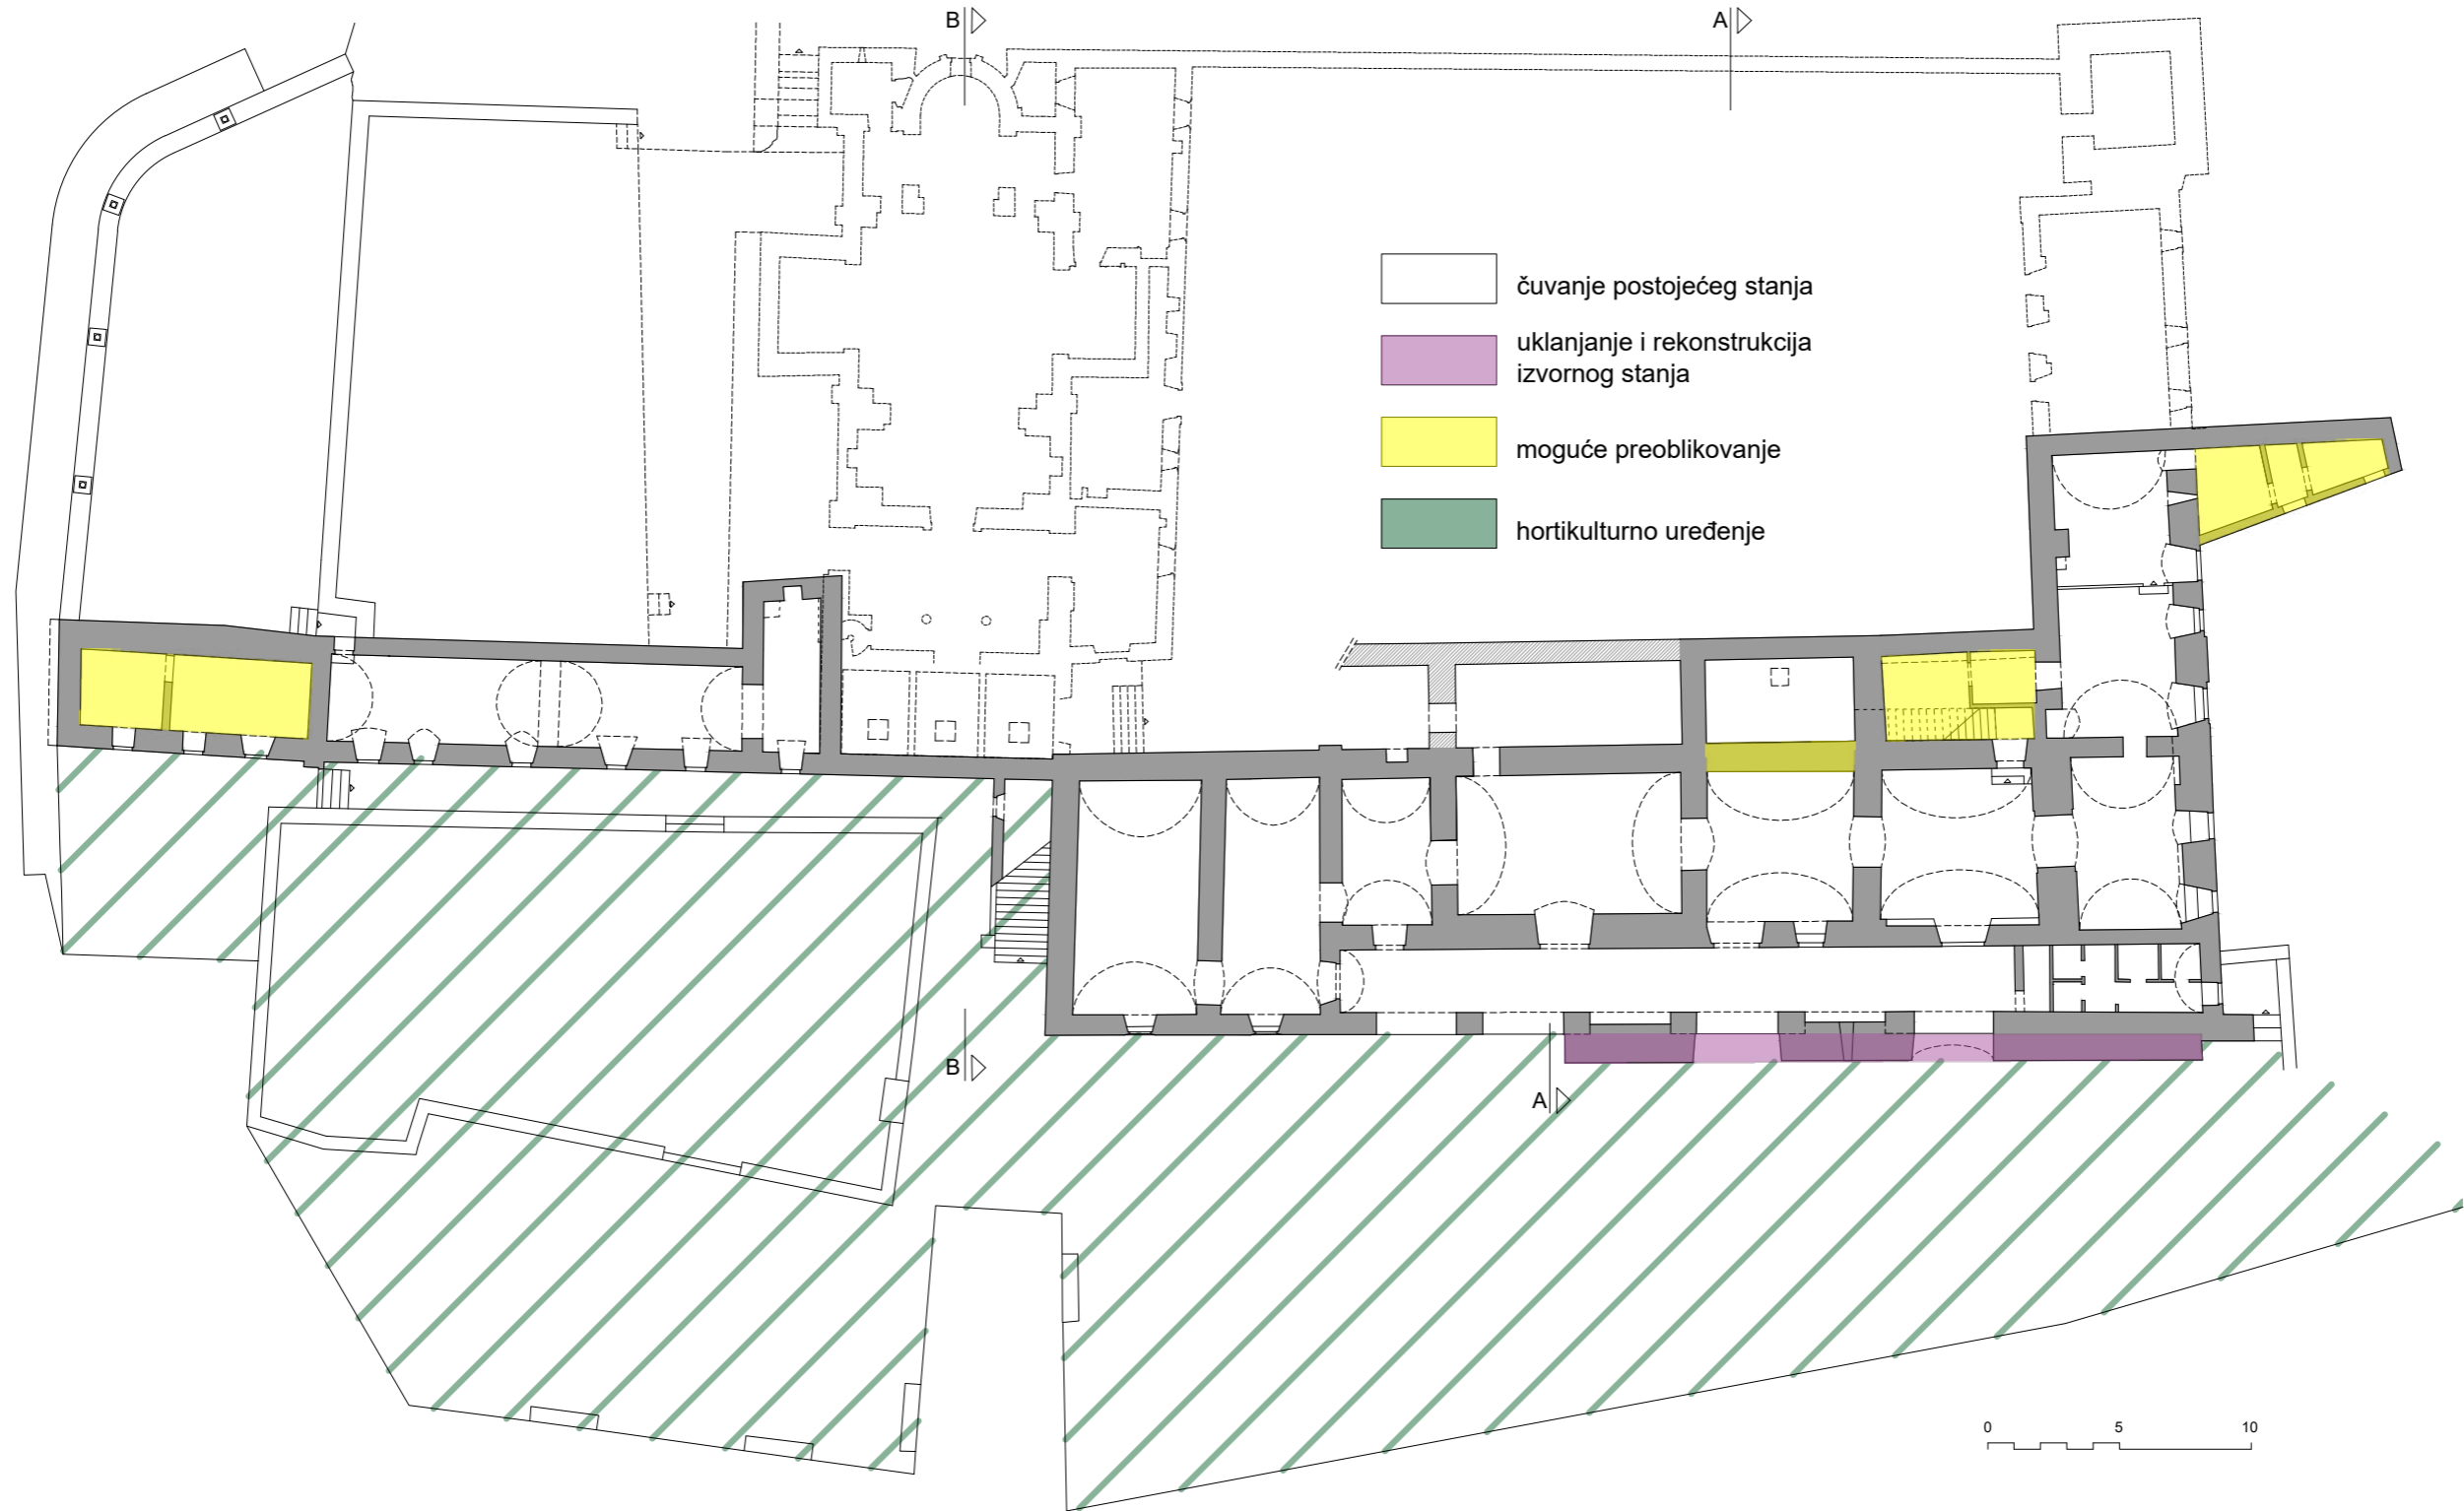 B
A
čuvanje postojećeg stanja
uklanjanje i rekonstrukcija
izvornog stanja
moguće preoblikovanje
hortikulturno uređenje
B
A
0 5 10